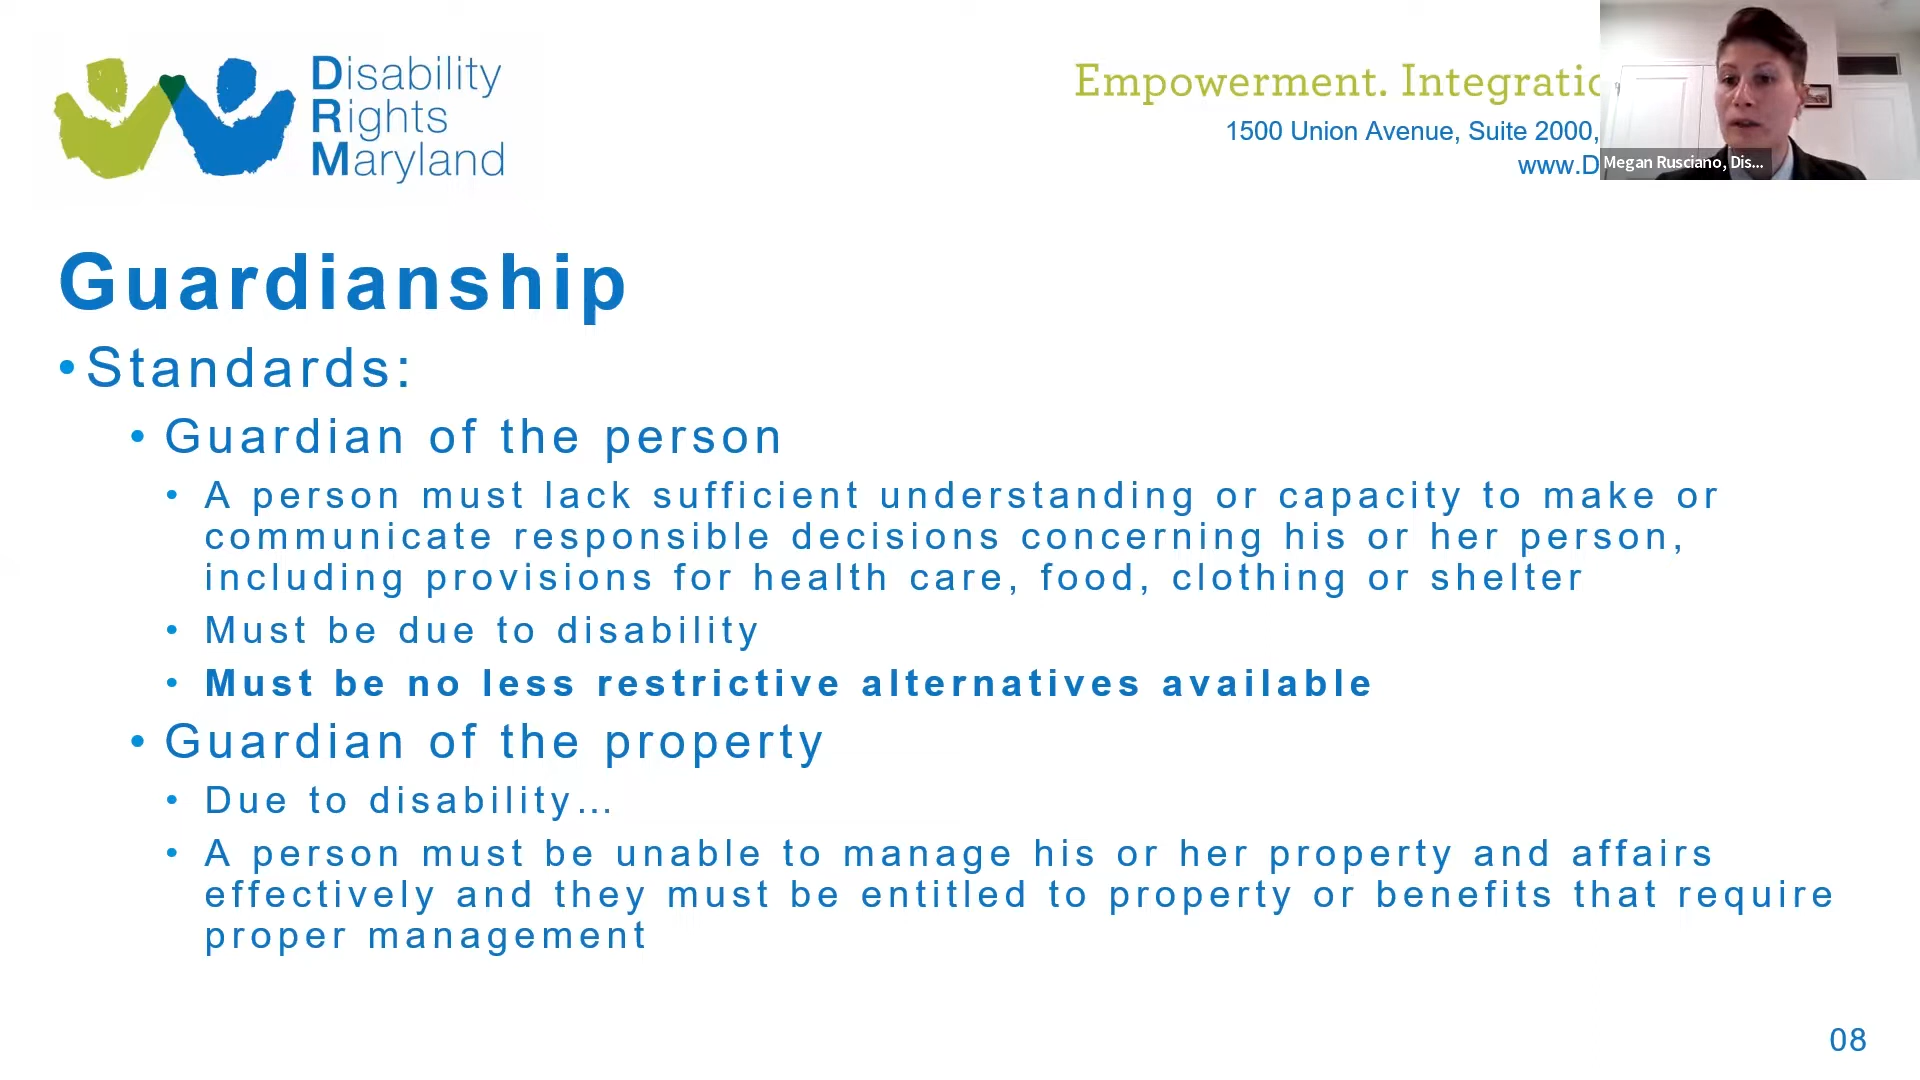 Disability
Rights
Maryland
Empowerment. Integratio
1500 Union Avenue, Suite 2000,
www.D
Megan Rusciano, Dis...
Guardianship
• Standards:
• Guardian of the person
• A person must lack sufficient understanding or capacity to make or
communicate responsible decisions concerning his or her person,
including provisions for health care, food, clothing or shelter
• Must be due to disability
• Must be no less restrictive alternatives available
• Guardian of the property
• Due to disability...
• A person must be unable to manage his or her property and affairs
effectively and they must be entitled to property or benefits that require
proper management
08